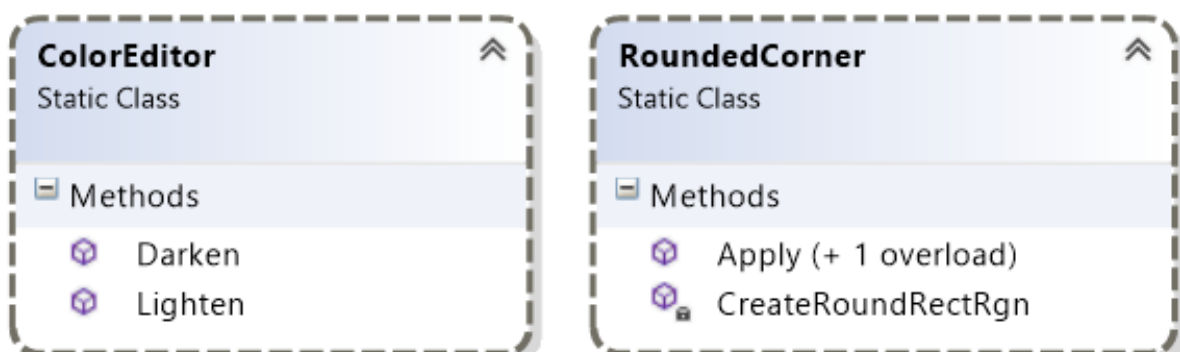 ColorEditor
Static Class
Methods
Darken
Lighten
RoundedCorner
Static Class
Methods
Apply (+ 1 overload)
CreateRoundRectRgn